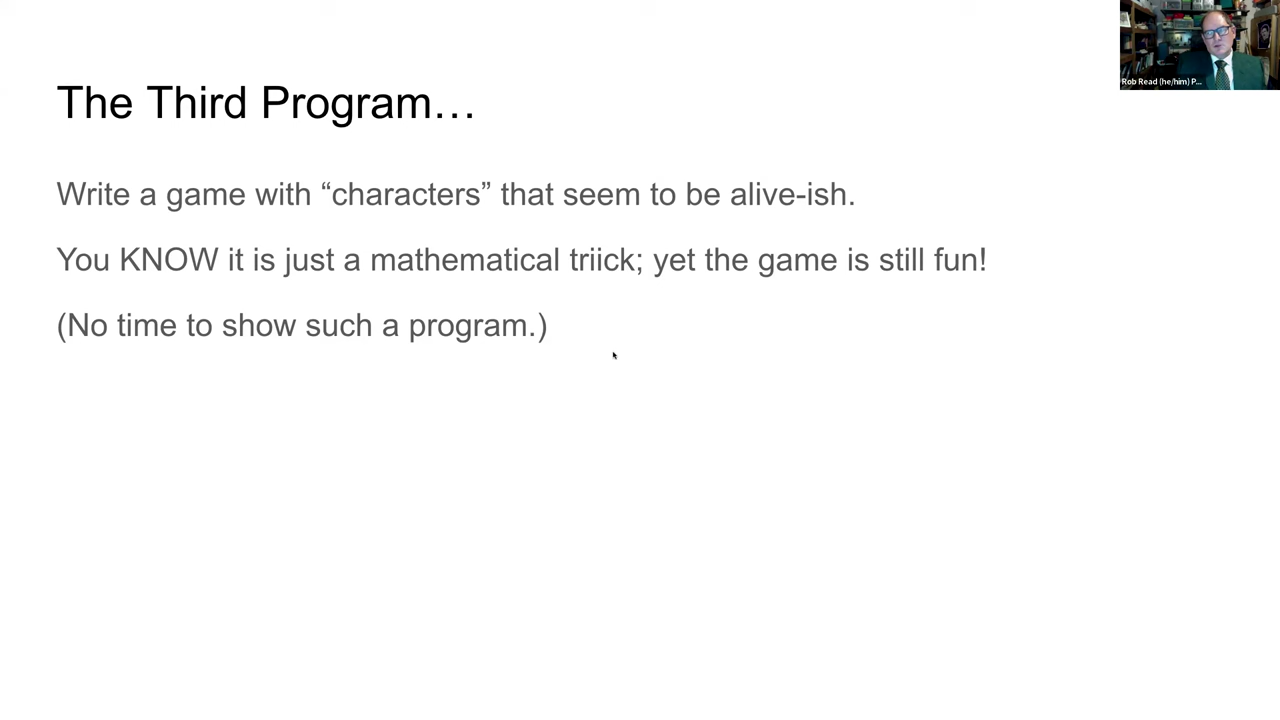 The Third Program…
Write a game with “characters” that seem to be alive-ish.
You KNOW it is just a mathematical triick; yet the game is still fun!
(No time to show such a program.)
Rob Read (he/him) P...